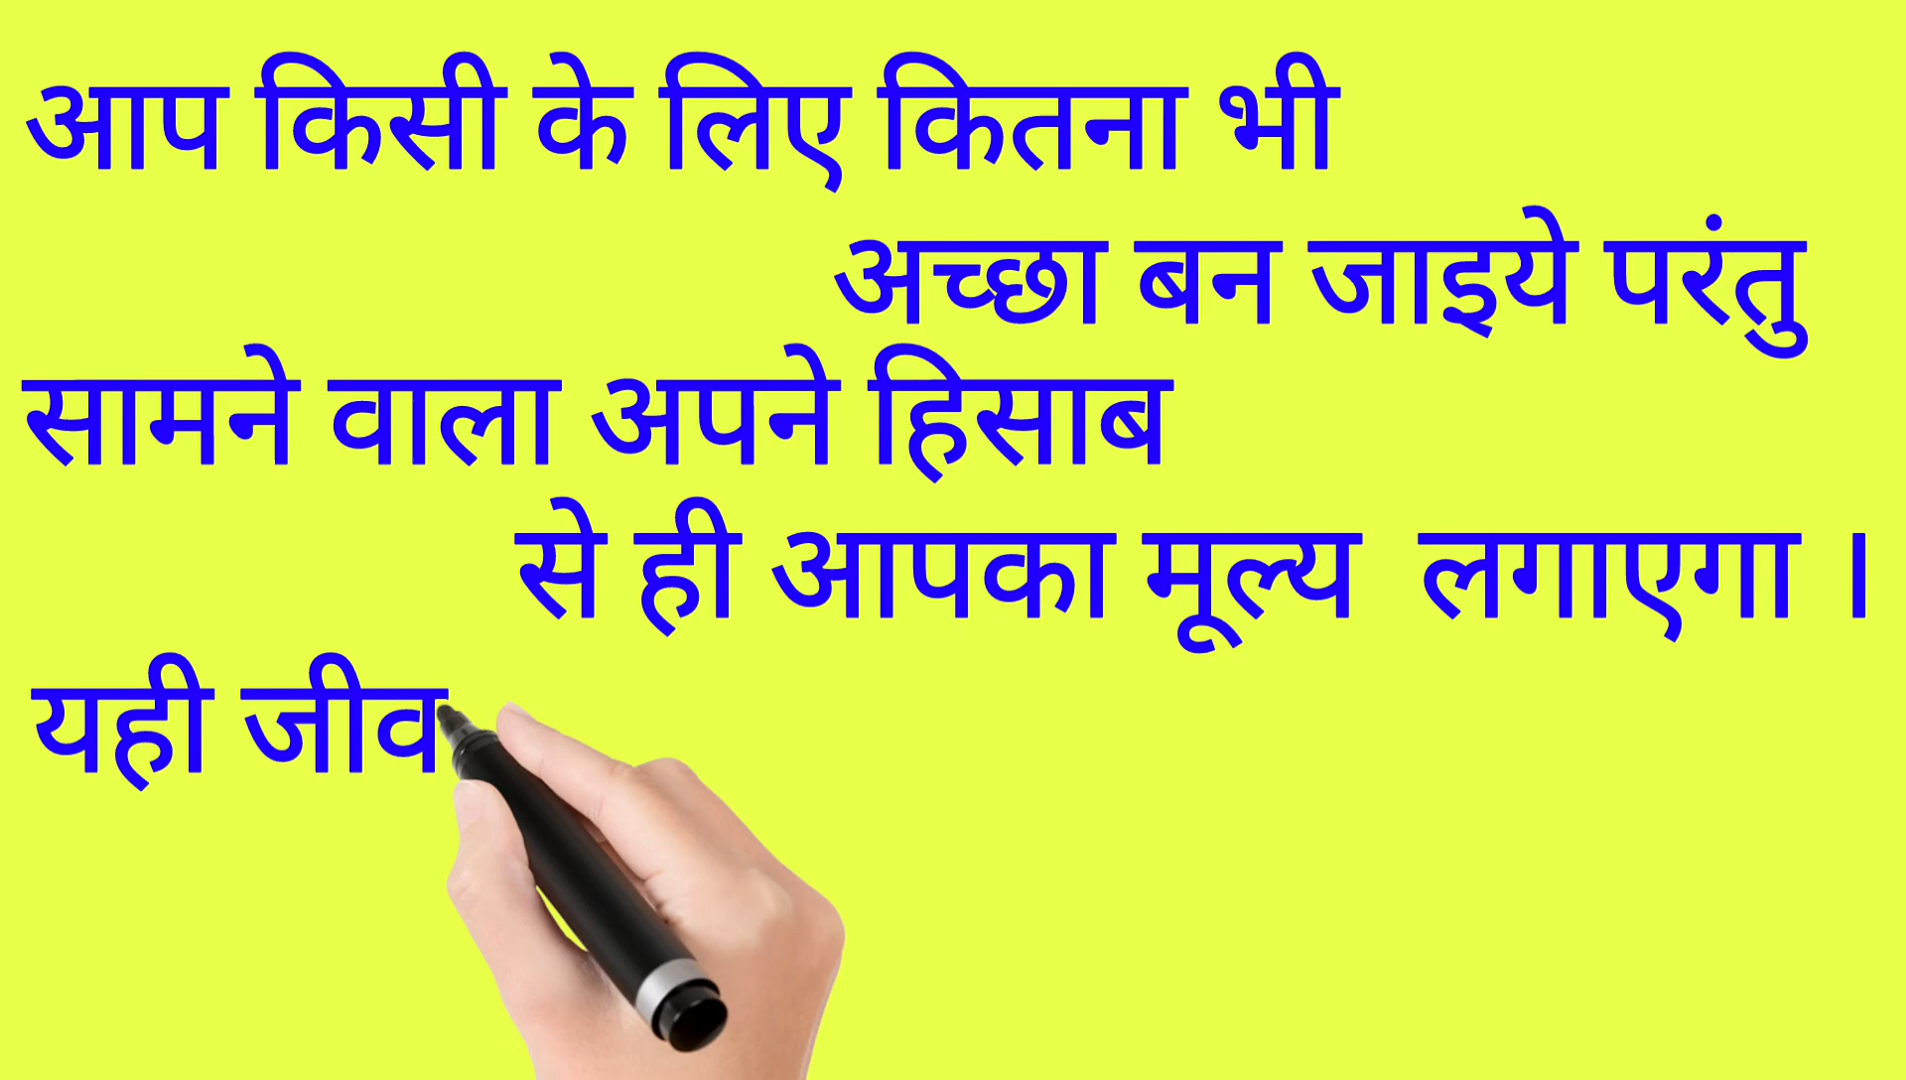 आप किसी के लिए कितना भी
अच्छा बन जाइये परंतु
सामने वाला अपने हिसाब
से ही आपका मूल्य लगाएगा ।
यही जीव